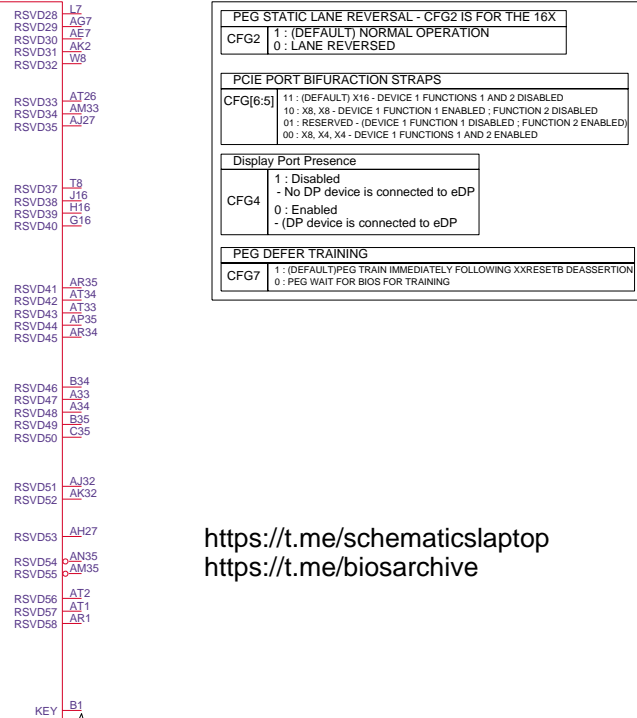 RSVD28 L7
RSVD29 AG7
RSVD30 AE7
RSVD31 AK2
RSVD32 W8
RSVD33 AT26
RSVD34 AM33
RSVD35 AJ27
RSVD37 T8
RSVD38 J16
RSVD39 H16
RSVD40 G16
RSVD41 AR35
RSVD42 AT34
RSVD43 AT33
RSVD44 AP35
RSVD45 AR34
RSVD46 B34
RSVD47 A33
RSVD48 A34
RSVD49 B35
RSVD50 C35
RSVD51 AJ32
RSVD52 AK32
RSVD53 AH27
RSVD54 AN35
RSVD55 AM35
RSVD56 AT2
RSVD57 AT1
RSVD58 AR1
KEY B1
PEG STATIC LANE REVERSAL - CFG2 IS FOR THE 16X
CFG2
1 : (DEFAULT) NORMAL OPERATION
0 : LANE REVERSED
PCIE PORT BIFURACTION STRAPS
CFG[6:5]
11 : (DEFAULT) X16 - DEVICE 1 FUNCTIONS 1 AND 2 DISABLED
10 : X8, X8 - DEVICE 1 FUNCTION 1 ENABLED ; FUNCTION 2 DISABLED
01 : RESERVED - (DEVICE 1 FUNCTION 1 DISABLED ; FUNCTION 2 ENABLED)
00 : X8, X4, X4 - DEVICE 1 FUNCTIONS 1 AND 2 ENABLED
Display Port Presence
CFG4
1 : Disabled
- No DP device is connected to eDP
0 : Enabled
- (DP device is connected to eDP
PEG DEFER TRAINING
CFG7
1 : (DEFAULT)PEG TRAIN IMMEDIATELY FOLLOWING XXRESETB DEASSERTION
0 : PEG WAIT FOR BIOS FOR TRAINING
https://t.me/schematicslaptop
https://t.me/biosarchive